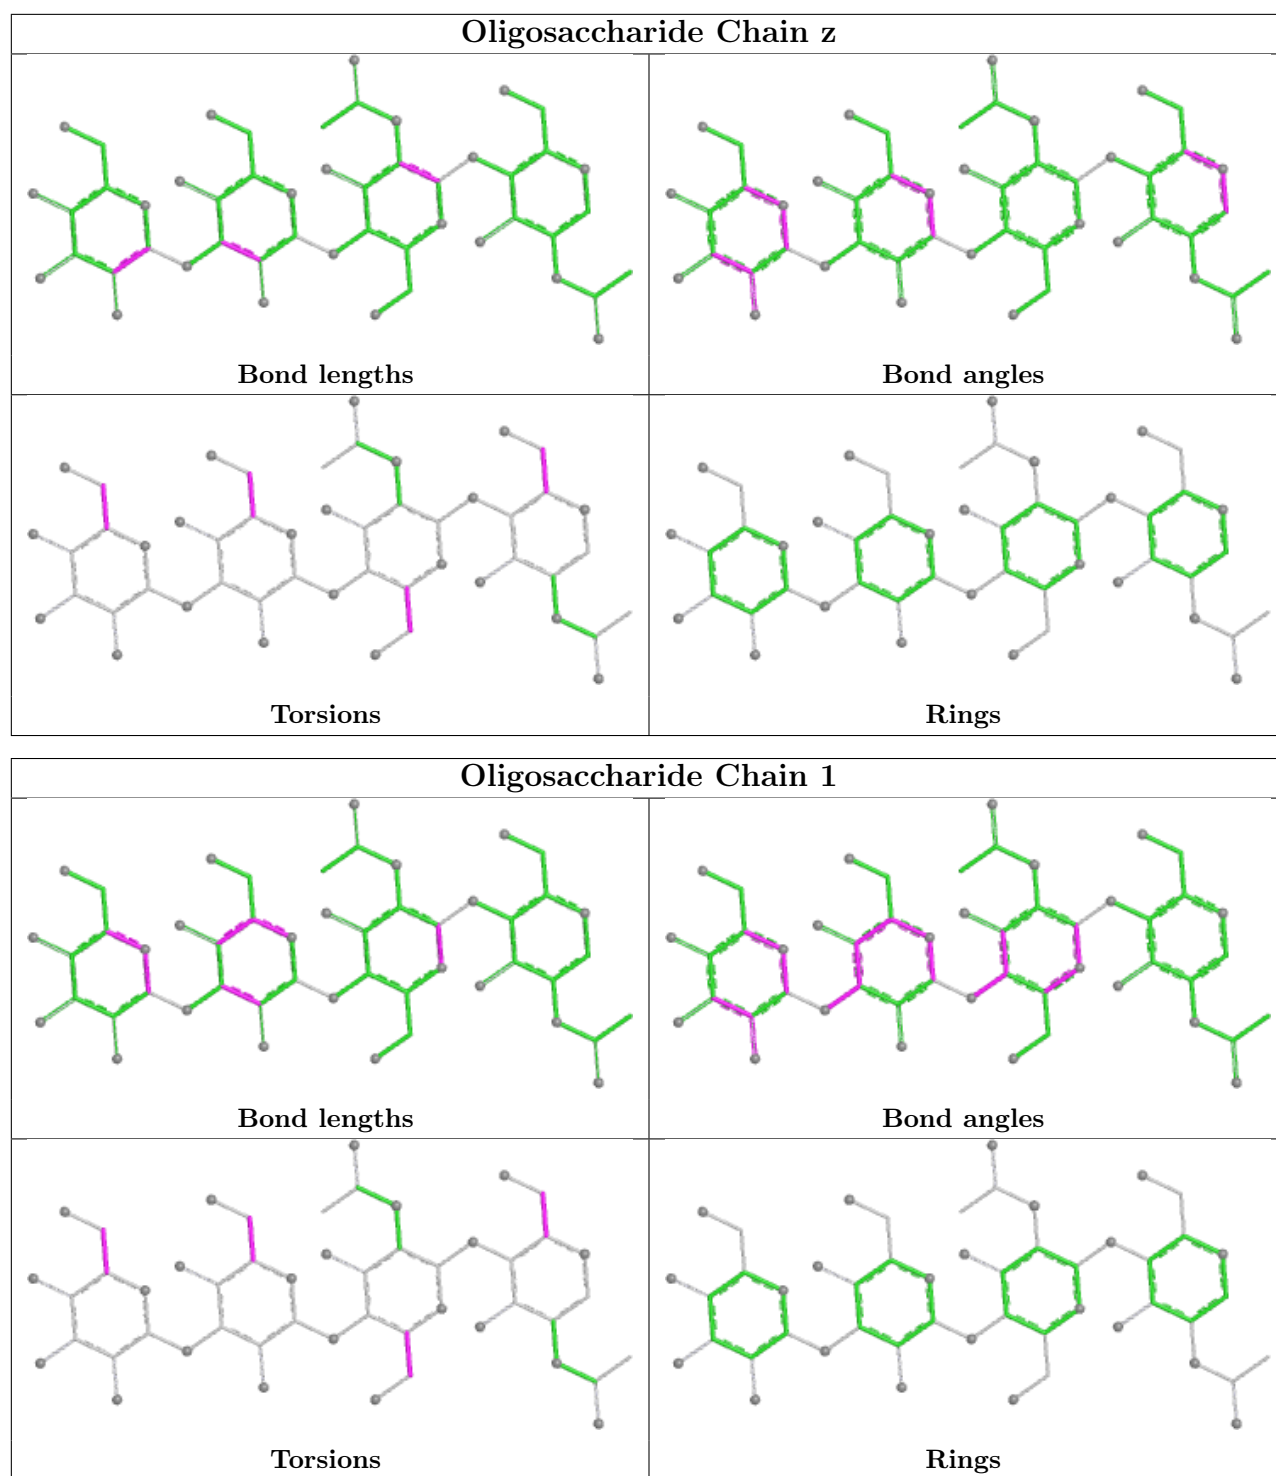 Oligosaccharide Chain z
Bond lengths
Bond angles
Torsions
Rings
Oligosaccharide Chain 1
Bond lengths
Bond angles
Torsions
Rings